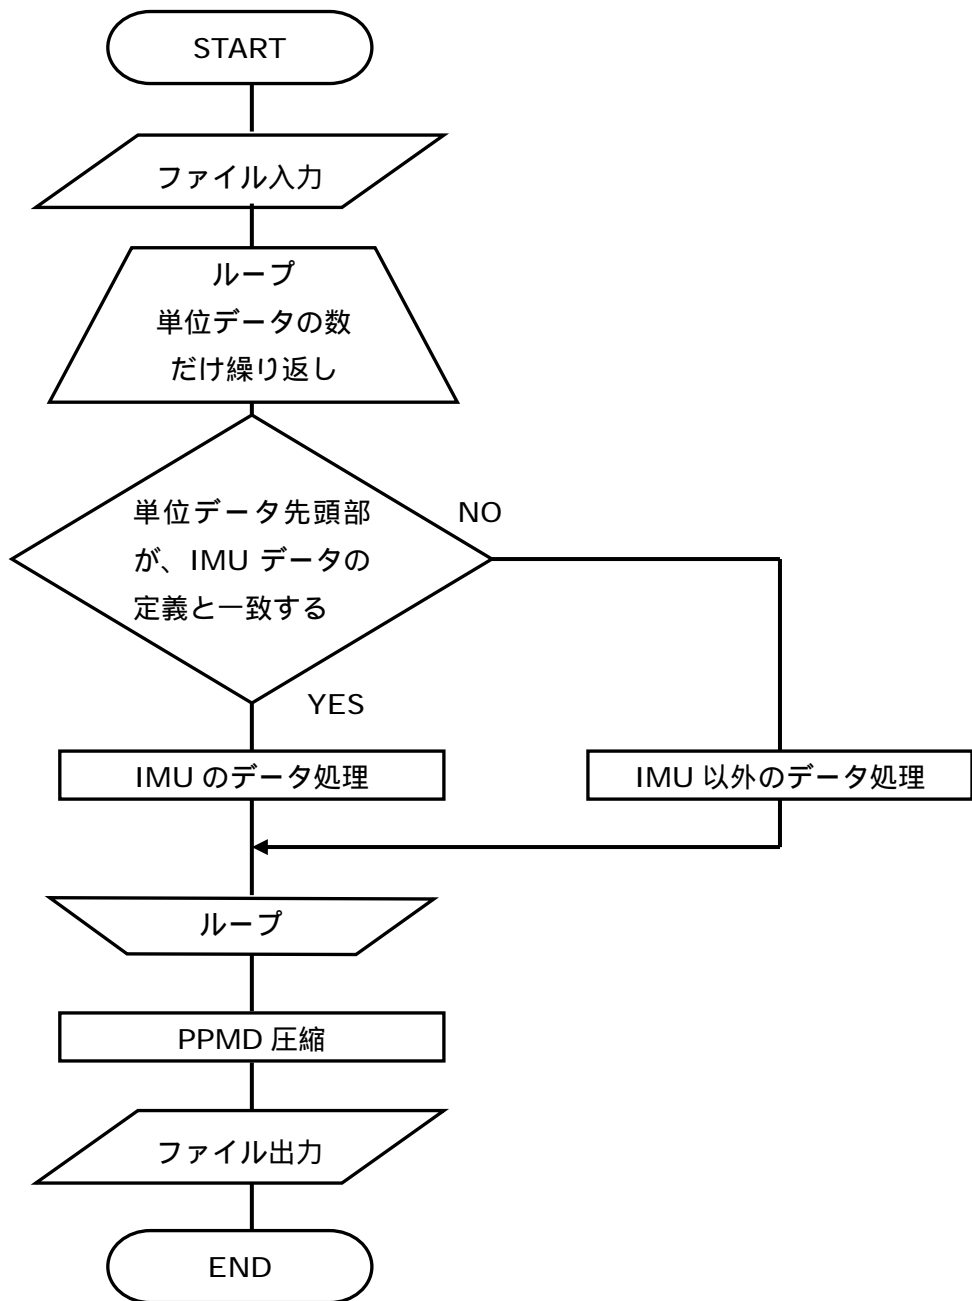 START
ファイル入力
ループ
単位データの数
だけ繰り返し
単位データ先頭部
が、IMU データの
定義と一致する
NO
YES
IMU のデータ処理
IMU 以外のデータ処理
ループ
PPMD 圧縮
ファイル出力
END